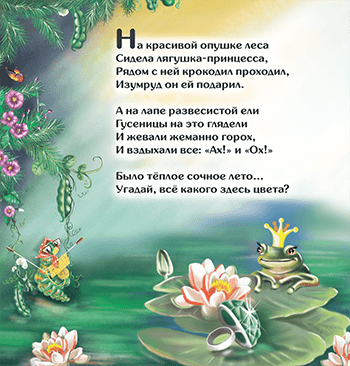 На красивой опушке леса
Сидела лягушка-принцесса,
Рядом с ней крокодил проходил,
Изумруд он ей подарил.
А на лапе развесистой ели
Гусеницы на это глядели
И жевали жеманно горох,
И вздыхали все: «Ах!» и «Ох!»
Было тёплое сочное лето...
Угадай, всё какого здесь цвета?